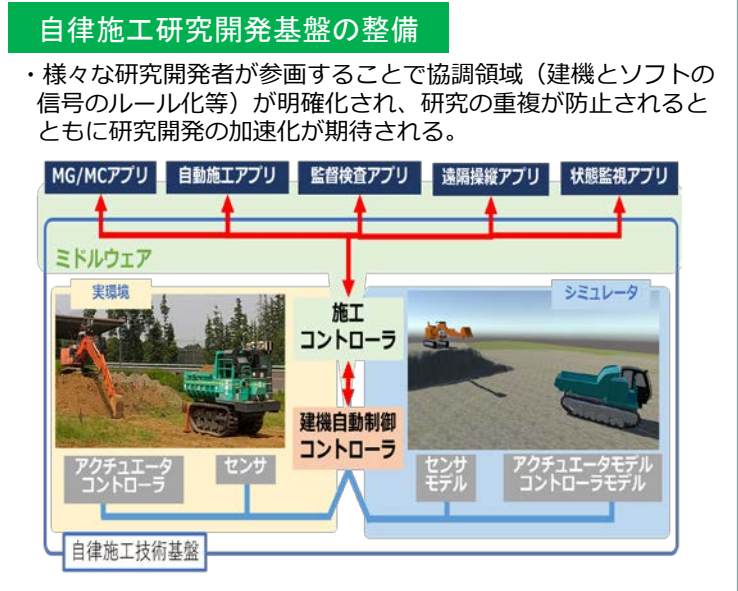 自律施工研究開発基盤の整備
・様々な研究開発者が参画することで協調領域（建機とソフトの
信号のルール化等）が明確化され、研究の重複が防止されると
ともに研究開発の加速化が期待される。
MG/MCアプリ
自動施工アプリ
監督検査アプリ
遠隔操縦アプリ
状態監視アプリ
ミドルウェア
実環境
シミュレータ
施工
コントローラ
建機自動制御
コントローラ
アクチュエータ
コントローラ
センサ
センサ
モデル
アクチュエータモデル
コントローラモデル
自律施工技術基盤